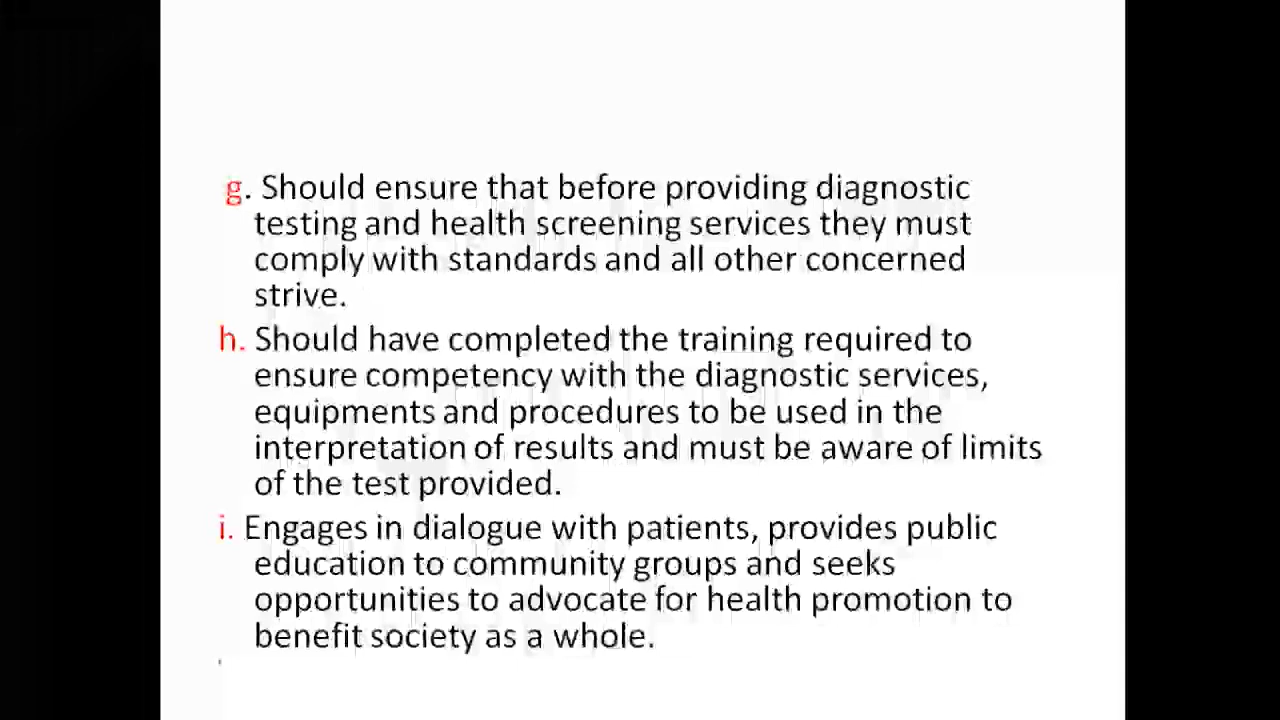 g. Should ensure that before providing diagnostic
testing and health screening services they must
comply with standards and all other concerned
strive.
h. Should have completed the training required to
ensure competency with the diagnostic services,
equipments and procedures to be used in the
interpretation of results and must be aware of limits
of the test provided.
i. Engages in dialogue with patients, provides public
education to community groups and seeks
opportunities to advocate for health promotion to
benefit society as a whole.